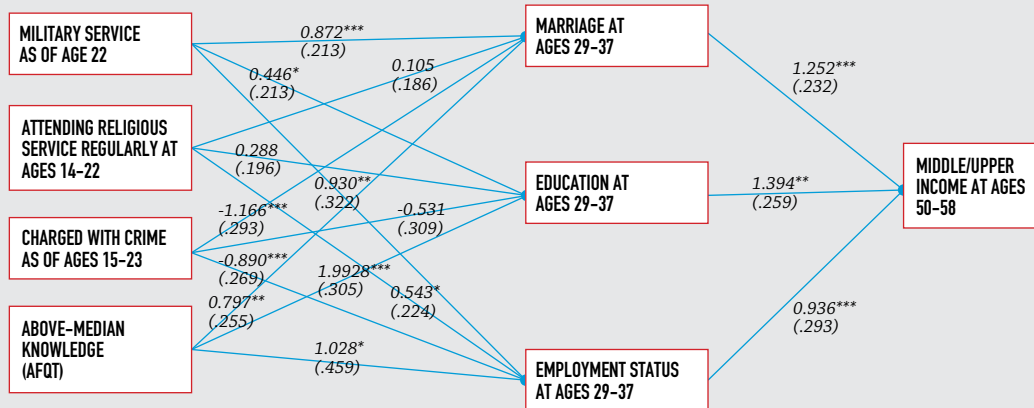 MILITARY SERVICE
AS OF AGE 22
ATTENDING RELIGIOUS
SERVICE REGULARLY AT
AGES 14–22
CHARGED WITH CRIME
AS OF AGES 15–23
ABOVE-MEDIAN
KNOWLEDGE
(AFQT)
0.872***
(.213)
0.446*
(.213)
0.105
(.186)
0.288
(.196)
0.930**
(.322)
-1.166***
(.293)
-0.531
(.309)
-0.890***
(.269)
1.9928***
(.305)
0.543*
(.224)
0.797**
(.255)
1.028*
(.459)
MARRIAGE AT
AGES 29–37
EDUCATION AT
AGES 29–37
EMPLOYMENT STATUS
AT AGES 29–37
1.252***
(.232)
1.394**
(.259)
0.936***
(.293)
MIDDLE/UPPER
INCOME AT AGES
50–58